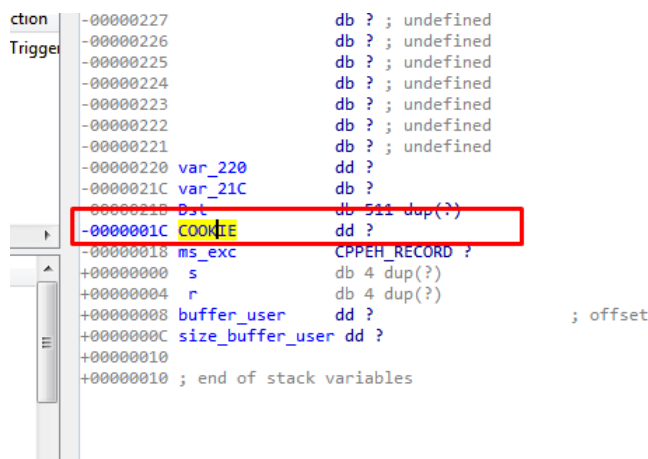 ction
Trigger
-00000227 db ? ; undefined
-00000226 db ? ; undefined
-00000225 db ? ; undefined
-00000224 db ? ; undefined
-00000223 db ? ; undefined
-00000222 db ? ; undefined
-00000221 db ? ; undefined
-00000220 var_220 dd ?
-0000021C var_21C db ?
-0000021B Dst db 511 dup(?)
-0000001C COOKIE dd ?
-00000018 ms_exc CPPEH_RECORD ?
+00000000 s db 4 dup(?)
+00000004 r db 4 dup(?)
+00000008 buffer_user dd ? ; offset
+0000000C size_buffer_user dd ?
+00000010
+00000010 ; end of stack variables